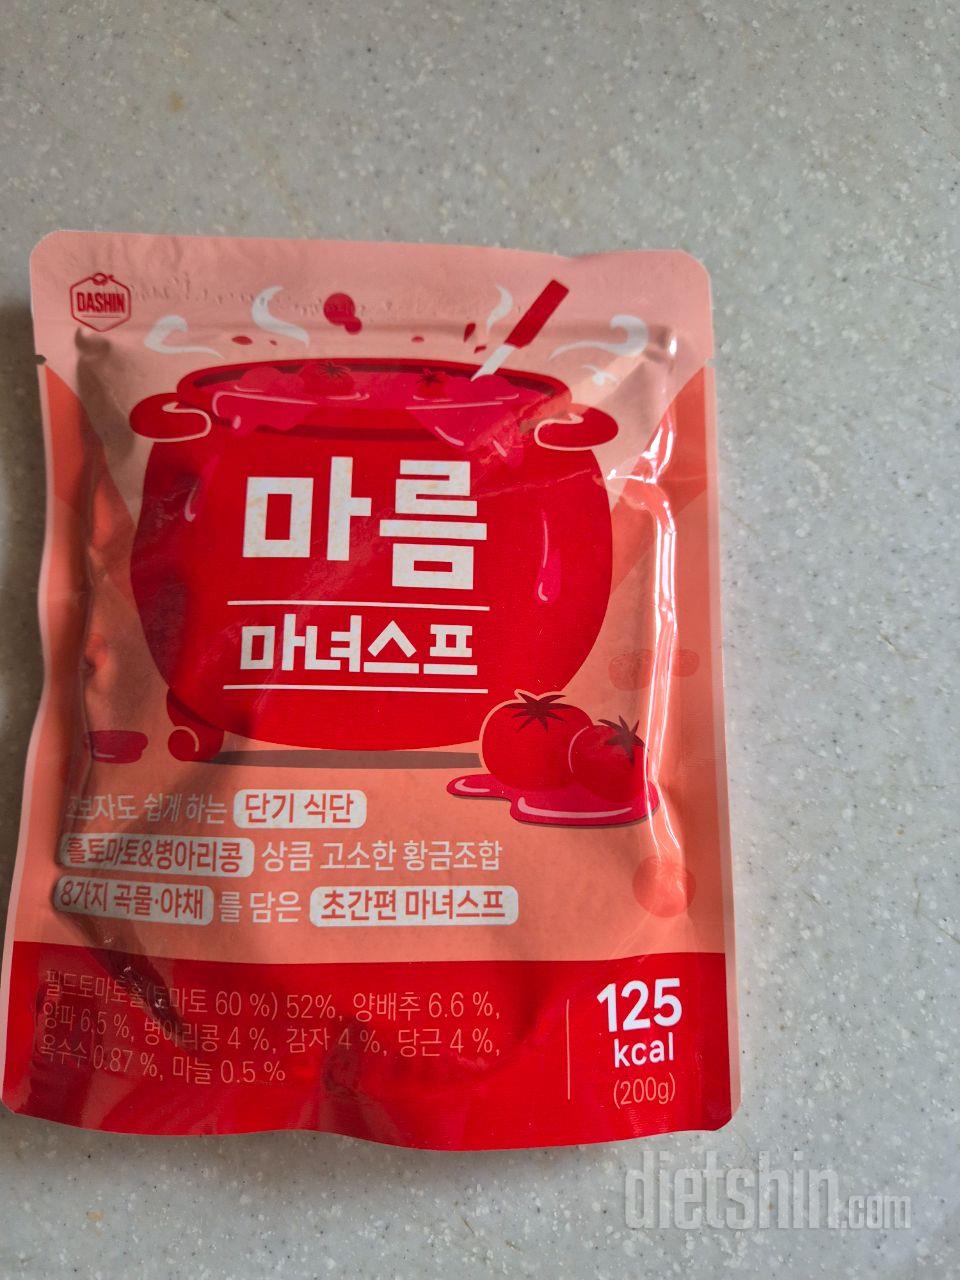 DASHIN
마름
마녀스프
초보자도 쉽게 하는 단기 식단
홀토마토&병아리콩 상큼 고소한 황금조합
8가지 곡물·야채 를 담은 초간편 마녀스프
필드토마토홀(토마토 60 %) 52%, 양배추 6.6 %,
양파 6.5 %, 병아리콩 4 %, 감자 4 %, 당근 4 %,
옥수수 0.87 %, 마늘 0.5 %
125
kcal
(200g)
dietshin.com